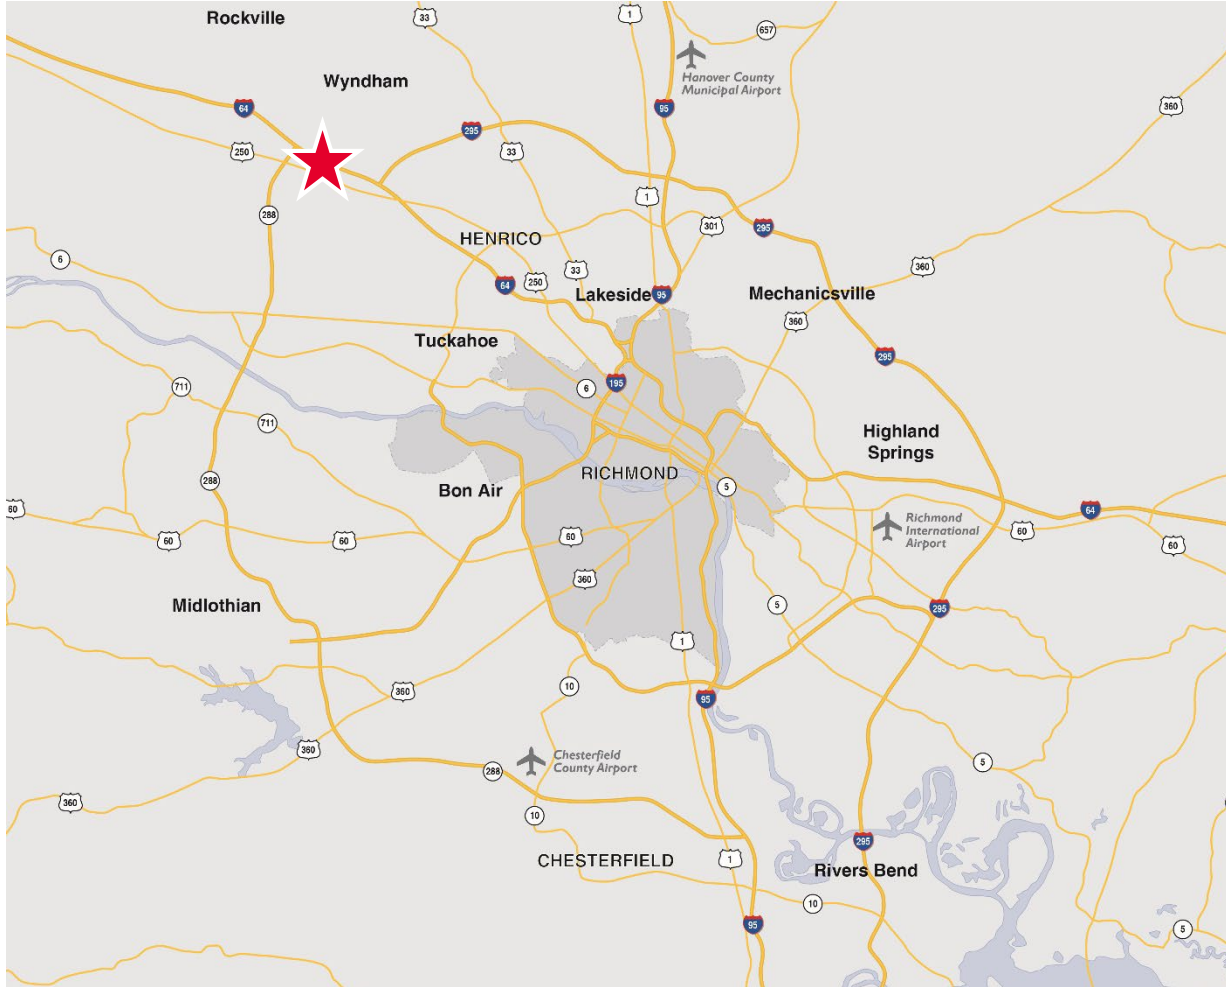 Rockville
33
1
657
Wyndham
Hanover County
Municipal Airport
64
95
360
295
250
33
1
288
301
295
HENRICO
6
33
360
64
250
Lakeside
95
Mechanicsville
360
Tuckahoe
295
195
711
6
711
Highland
Springs
RICHMOND
288
Bon Air
5
60
64
Richmond
International
Airport
60
60
60
60
60
360
Midlothian
5
295
1
10
360
95
360
Chesterfield
County Airport
288
5
360
10
295
CHESTERFIELD
1
Rivers Bend
10
95
5